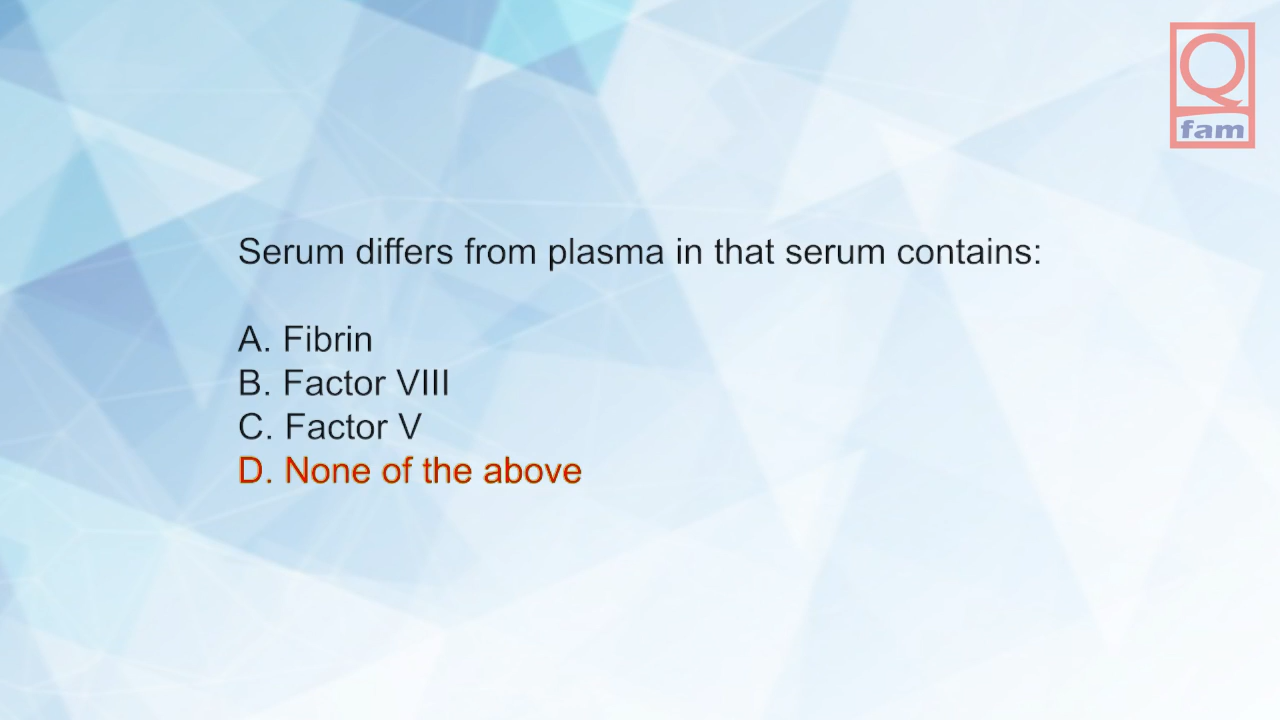 Q
fam
Serum differs from plasma in that serum contains:
A. Fibrin
B. Factor VIII
C. Factor V
D. None of the above